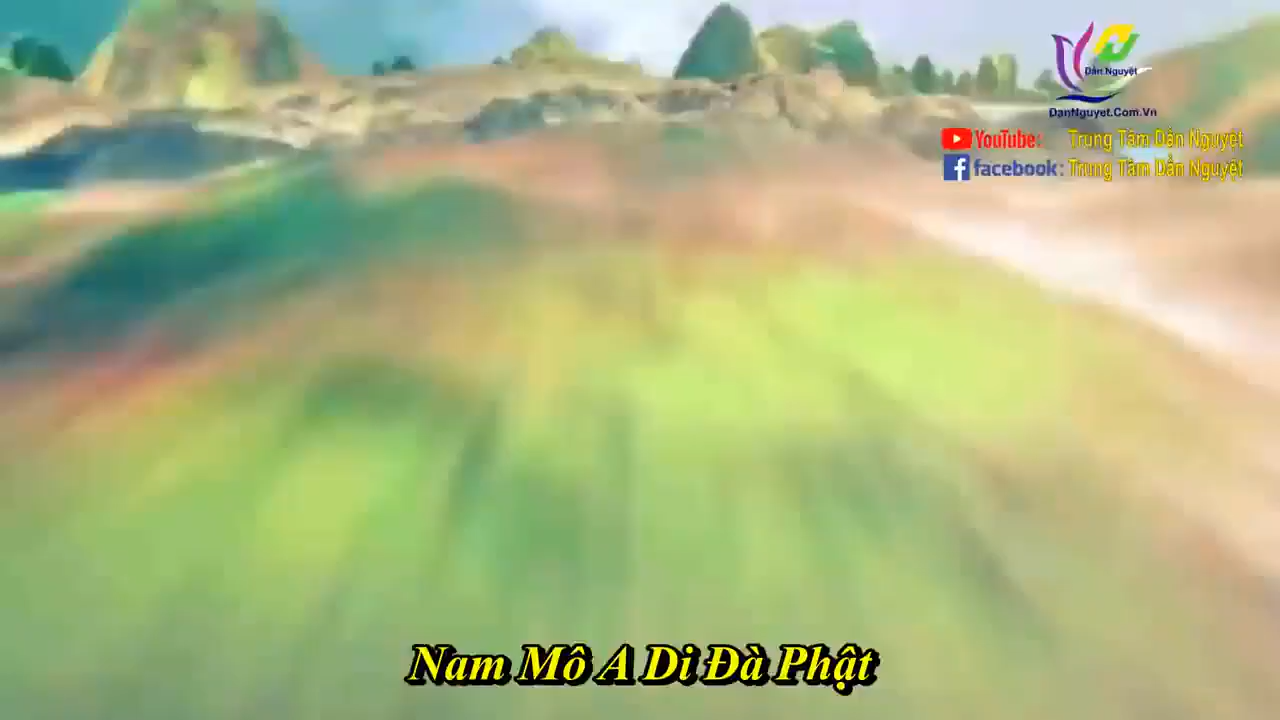 Dẫn Nguyệt
DanNguyet.Com.Vn
YouTube: Trung Tâm Dẫn Nguyệt
facebook: Trung Tâm Dẫn Nguyệt
Nam Mô A Di Đà Phật